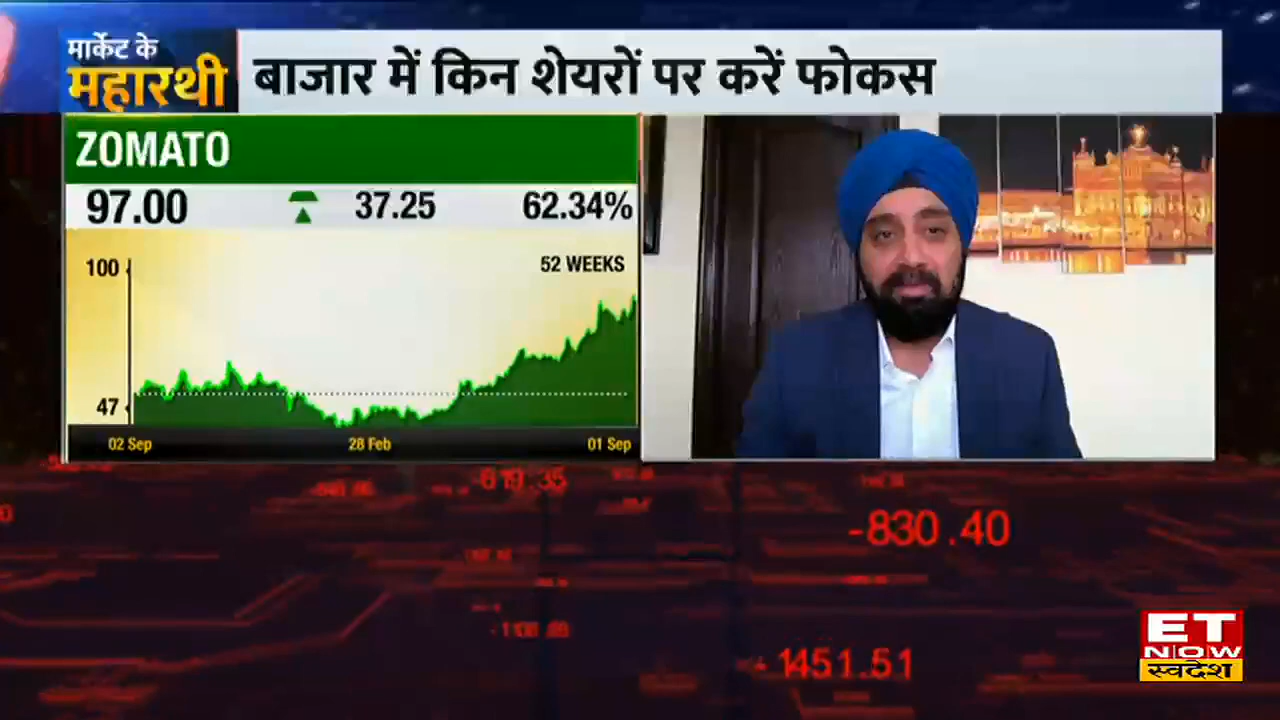 मार्केट के
महारथी
बाजार में किन शेयरों पर करें फोकस
ZOMATO
97.00 37.25 62.34%
52 WEEKS
100
47
02 Sep 28 Feb 01 Sep
-830.40
-1451.51
ET
NOW
स्वदेश